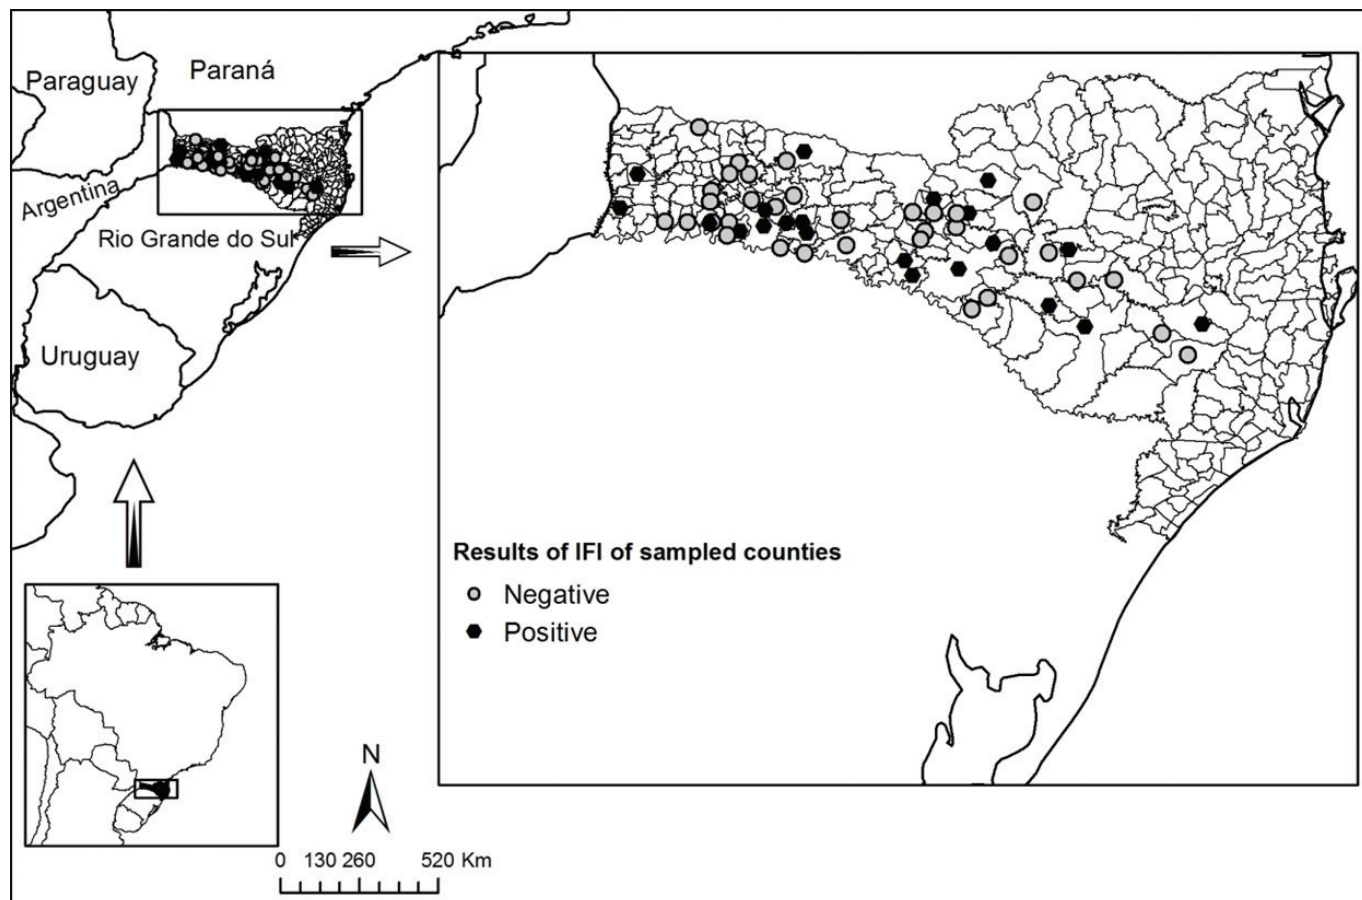 Paraguay
Paraná
Argentina
Rio Grande do Sul
Uruguay
Results of IFI of sampled counties
Negative
Positive
N
0 130 260 520 Km